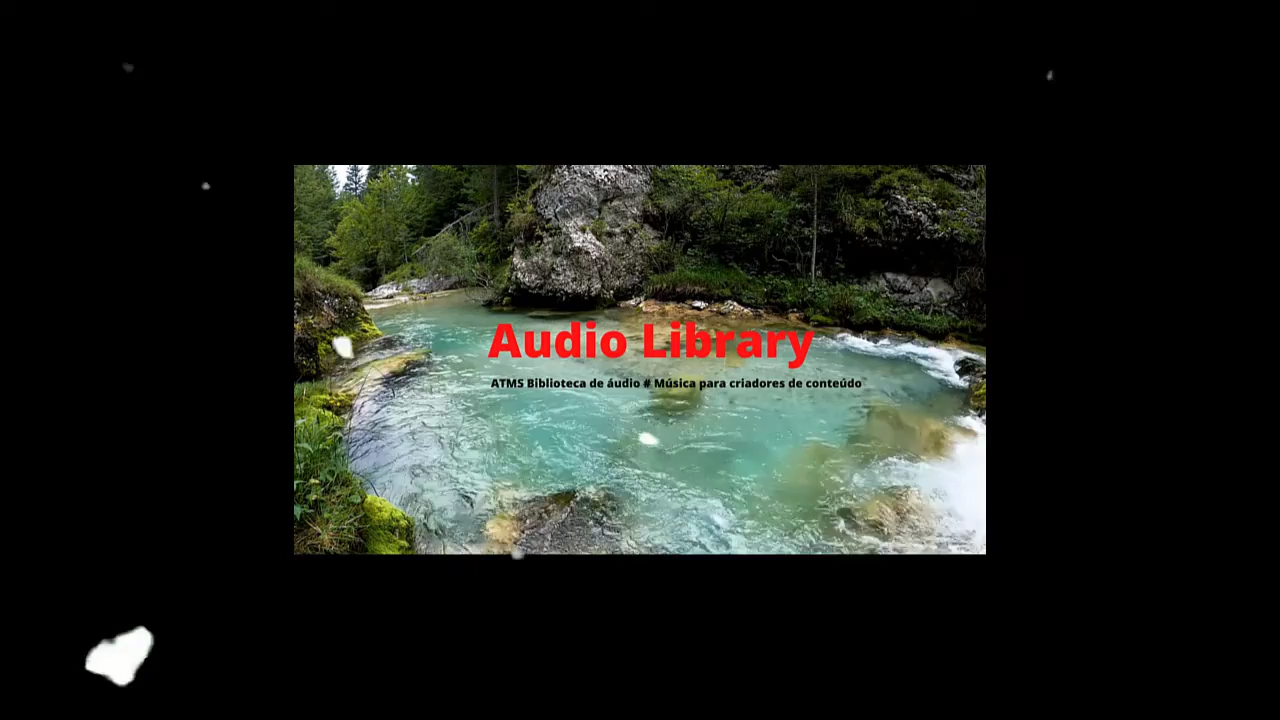 Audio Library
ATMS Biblioteca de áudio # Música para criadores de conteúdo